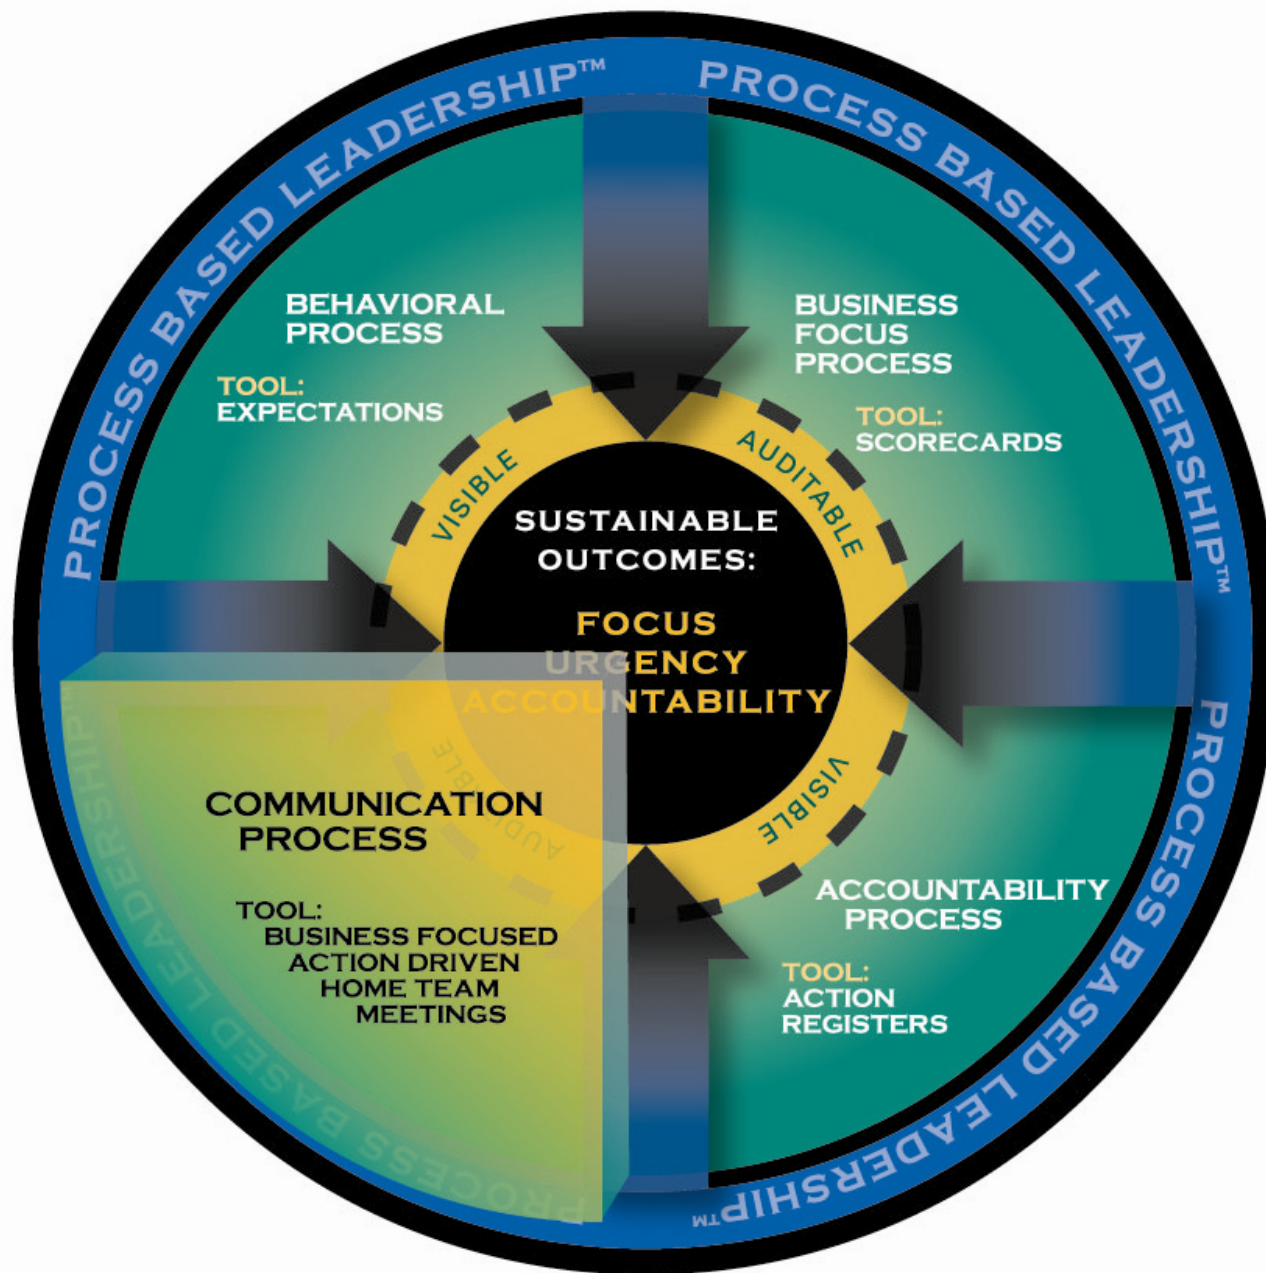 PROCESS BASED LEADERSHIP™
PROCESS BASED LEADERSHIP™
BEHAVIORAL
PROCESS
TOOL:
EXPECTATIONS
BUSINESS
FOCUS
PROCESS
TOOL:
SCORECARDS
VISIBLE
AUDITABLE
SUSTAINABLE
OUTCOMES:
FOCUS
URGENCY
ACCOUNTABILITY
AUDITABLE
VISIBLE
COMMUNICATION
PROCESS
TOOL:
BUSINESS FOCUSED
ACTION DRIVEN
HOME TEAM
MEETINGS
ACCOUNTABILITY
PROCESS
TOOL:
ACTION
REGISTERS
PROCESS BASED LEADERSHIP™
PROCESS BASED LEADERSHIP™